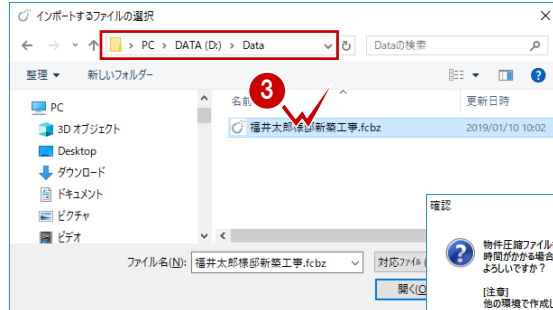 インポートするファイルの選択
PC > DATA (D:) > Data
Dataの検索
整理 新しいフォルダー
3
更新日時
PC
福井太郎様邸新築工事.fcbz 2019/01/10 10:02
3D オブジェクト
Desktop
ダウンロード
ドキュメント
ピクチャ
ビデオ
ファイル名(N): 福井太郎様邸新築工事.fcbz
開く(O
確認
物件圧縮ファイル
時間がかかる場合
よろしいですか？
[注意]
他の環境で作成し